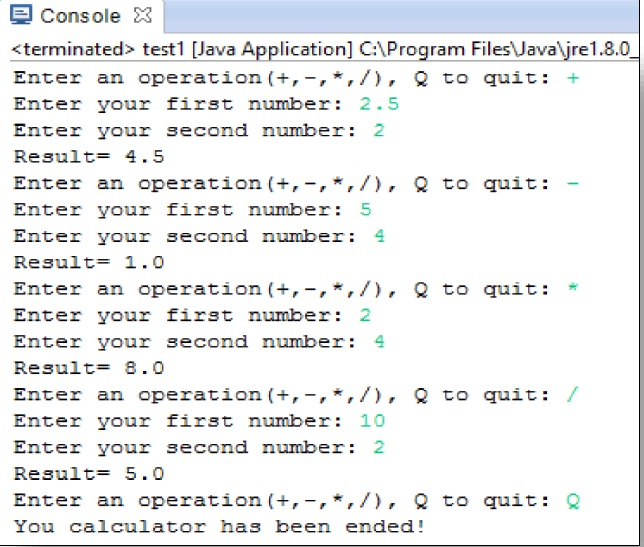 Console
<terminated> test1 [Java Application] C:\Program Files\Java\jre1.8.0_
Enter an operation(+,-,*,/), Q to quit: +
Enter your first number: 2.5
Enter your second number: 2
Result= 4.5
Enter an operation(+,-,*,/), Q to quit: -
Enter your first number: 5
Enter your second number: 4
Result= 1.0
Enter an operation(+,-,*,/), Q to quit: *
Enter your first number: 2
Enter your second number: 4
Result= 8.0
Enter an operation(+,-,*,/), Q to quit: /
Enter your first number: 10
Enter your second number: 2
Result= 5.0
Enter an operation(+,-,*,/), Q to quit: Q
You calculator has been ended!